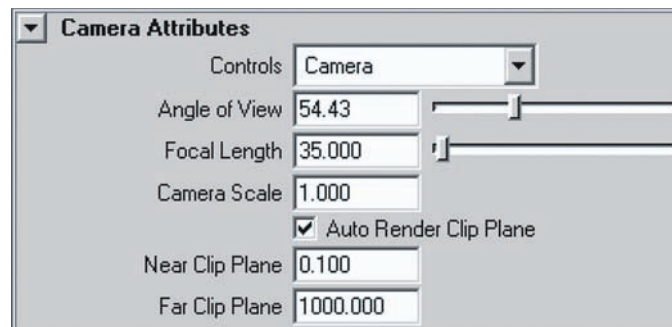 Camera Attributes
Controls Camera
Angle of View 54.43
Focal Length 35.000
Camera Scale 1.000
Auto Render Clip Plane
Near Clip Plane 0.100
Far Clip Plane 1000.000